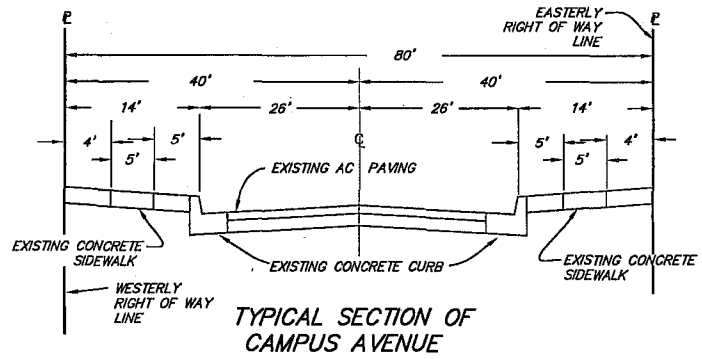 EASTERLY
RIGHT OF WAY
LINE
80'
40' 40'
14' 26' 26' 14'
4' 5' 5' 4'
5' 5'
EXISTING AC PAVING
EXISTING CONCRETE
SIDEWALK
EXISTING CONCRETE CURB
EXISTING CONCRETE
SIDEWALK
WESTERLY
RIGHT OF WAY
LINE
TYPICAL SECTION OF
CAMPUS AVENUE